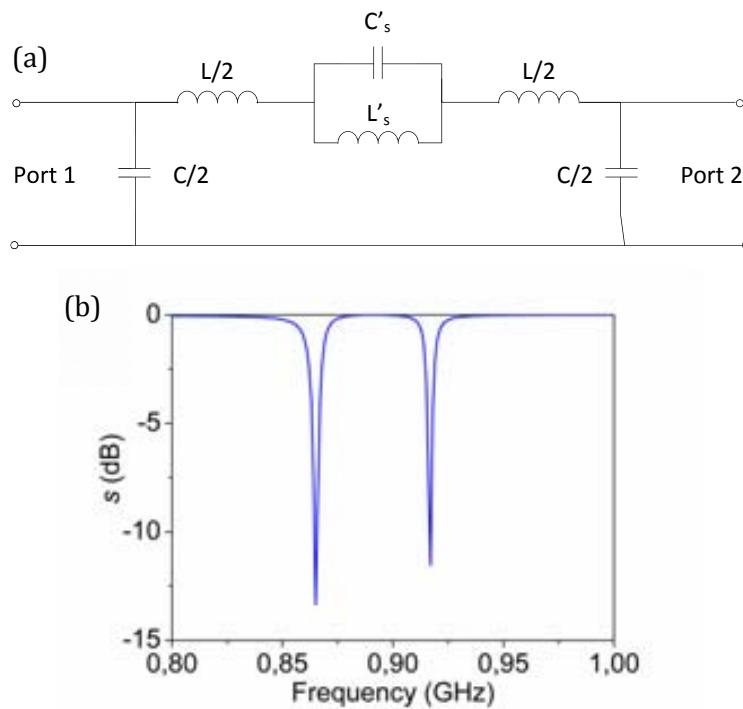 (a)
C's
L/2
L/2
L's
Port 1
C/2
C/2
Port 2
(b)
0
-5
-10
-15
s (dB)
0,80 0,85 0,90 0,95 1,00
Frequency (GHz)